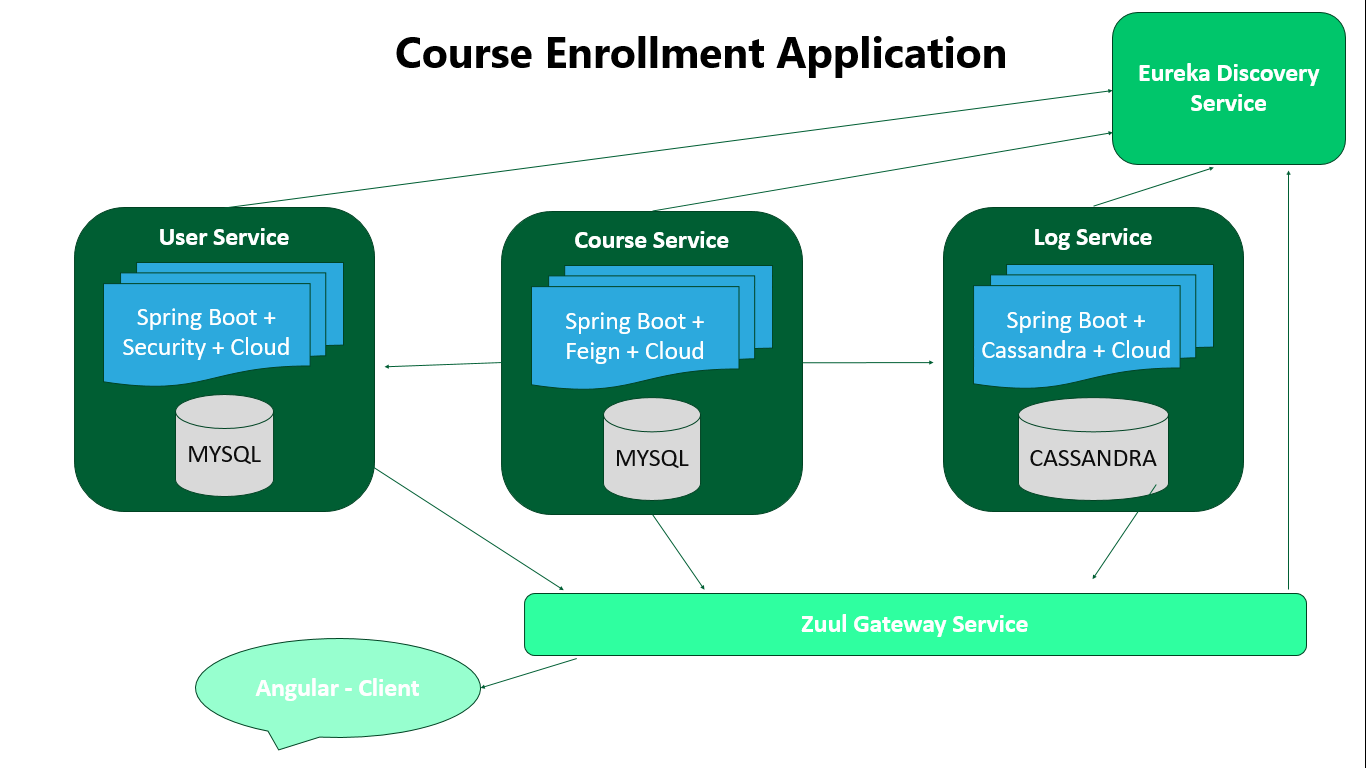 Course Enrollment Application
Eureka Discovery
Service
User Service
Spring Boot +
Security + Cloud
MYSQL
Course Service
Spring Boot +
Feign + Cloud
MYSQL
Log Service
Spring Boot +
Cassandra + Cloud
CASSANDRA
Zuul Gateway Service
Angular - Client